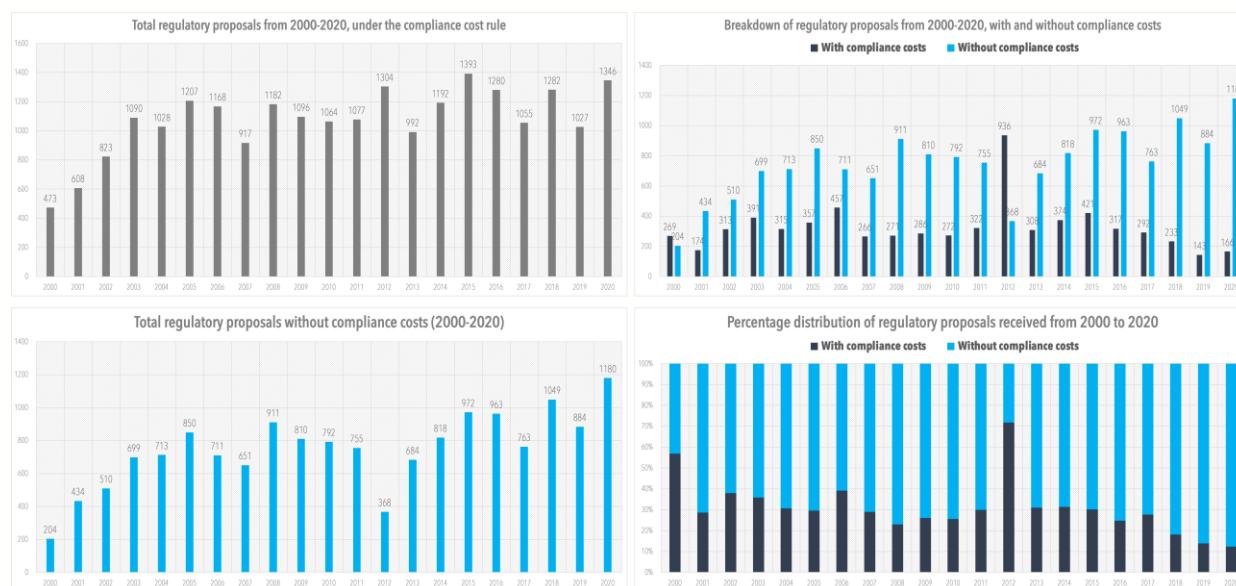 Total regulatory proposals from 2000-2020, under the compliance cost rule
1600
1400
1200
1000
800
600
400
200
0
473 608 823 1090 1028 1207 1168 917 1182 1096 1064 1077 1304 992 1192 1393 1280 1055 1282 1027 1346
2000 2001 2002 2003 2004 2005 2006 2007 2008 2009 2010 2011 2012 2013 2014 2015 2016 2017 2018 2019 2020
Breakdown of regulatory proposals from 2000-2020, with and without compliance costs
With compliance costs Without compliance costs
1400
1200
1000
800
600
400
200
0
269 204 174 434 313 510 391 699 315 713 357 850 457 711 266 651 271 911 286 810 272 792 322 755 936 368 308 684 374 818 421 972 317 963 292 763 233 1049 143 884 166
2000 2001 2002 2003 2004 2005 2006 2007 2008 2009 2010 2011 2012 2013 2014 2015 2016 2017 2018 2019
Total regulatory proposals without compliance costs (2000-2020)
1400
1200
1000
800
600
400
200
0
204 434 510 699 713 850 711 651 911 810 792 755 368 684 818 972 963 763 1049 884 1180
2000 2001 2002 2003 2004 2005 2006 2007 2008 2009 2010 2011 2012 2013 2014 2015 2016 2017 2018 2019 2020
Percentage distribution of regulatory proposals received from 2000 to 2020
With compliance costs Without compliance costs
100%
90%
80%
70%
60%
50%
40%
30%
20%
10%
0%
2000 2001 2002 2003 2004 2005 2006 2007 2008 2009 2010 2011 2012 2013 2014 2015 2016 2017 2018 2019